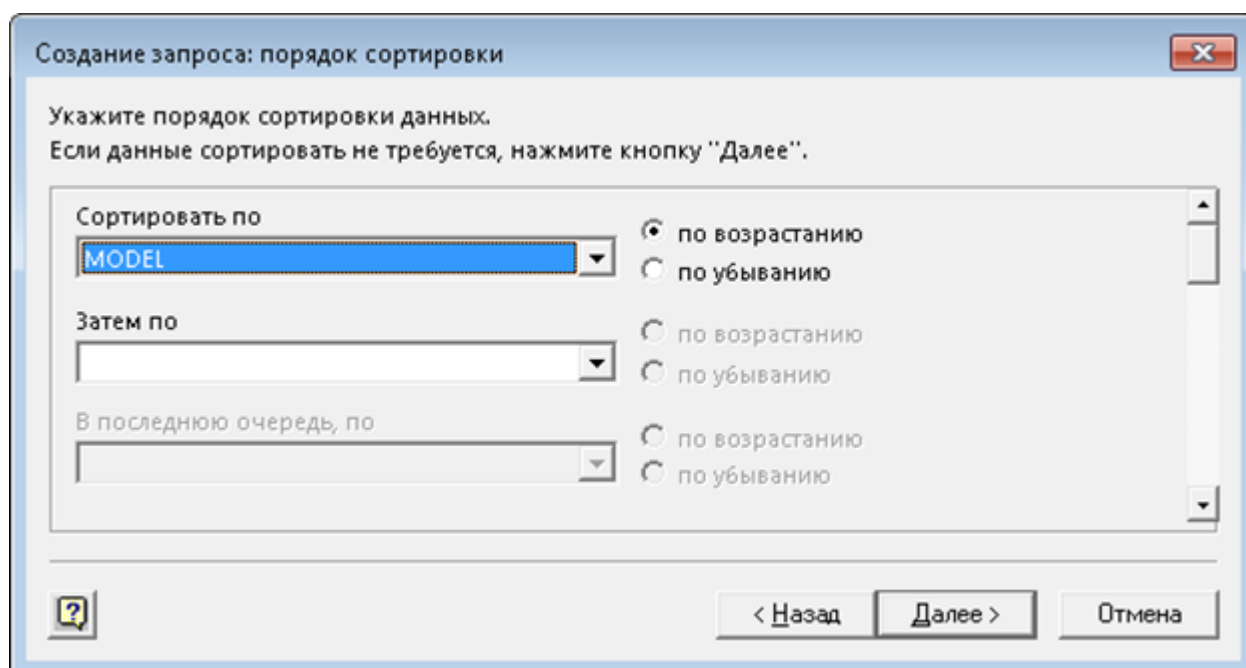 Создание запроса: порядок сортировки
Укажите порядок сортировки данных.
Если данные сортировать не требуется, нажмите кнопку "Далее".
Сортировать по
MODEL
по возрастанию
по убыванию
Затем по
по возрастанию
по убыванию
В последнюю очередь, по
по возрастанию
по убыванию
?
< Назад
Далее >
Отмена